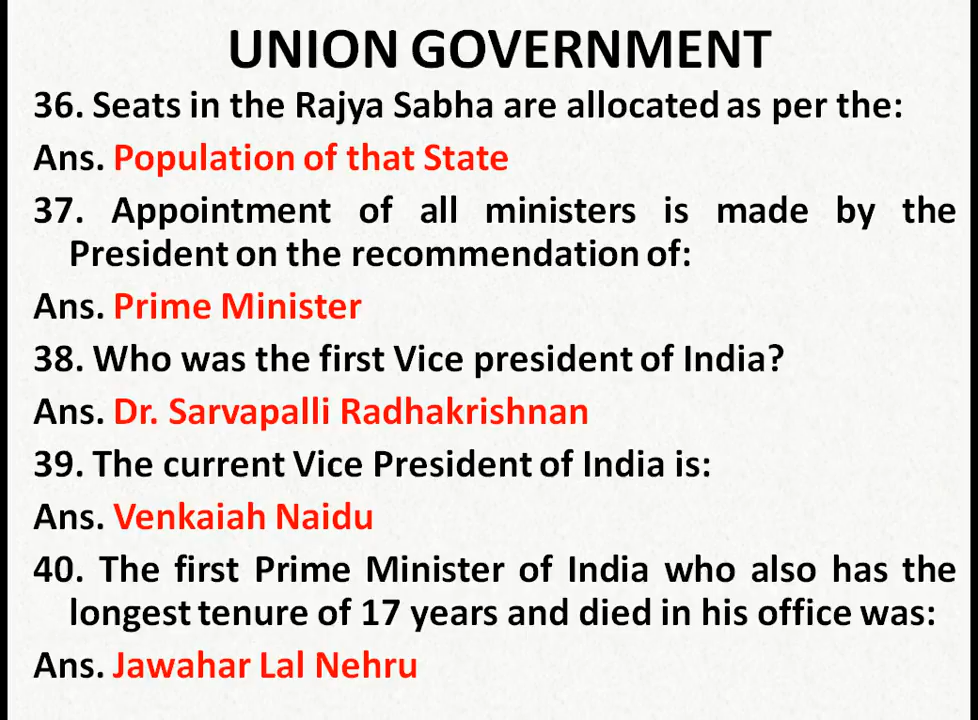 UNION GOVERNMENT
36. Seats in the Rajya Sabha are allocated as per the:
Ans. Population of that State
37. Appointment of all ministers is made by the
President on the recommendation of:
Ans. Prime Minister
38. Who was the first Vice president of India?
Ans. Dr. Sarvapalli Radhakrishnan
39. The current Vice President of India is:
Ans. Venkaiah Naidu
40. The first Prime Minister of India who also has the
longest tenure of 17 years and died in his office was:
Ans. Jawahar Lal Nehru